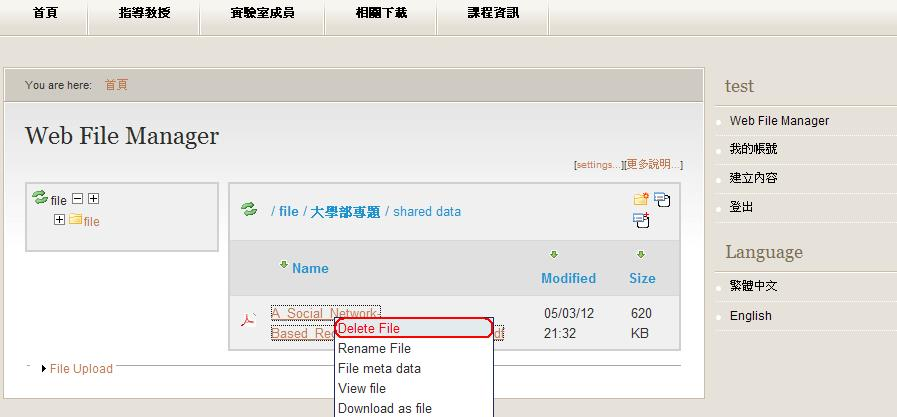 首頁 指導教授 實驗室成員 相關下載 課程資訊
You are here: 首頁
Web File Manager
[settings...][更多說明...]
file
file
/ file / 大學部專題 / shared data
Name Modified Size
A_Social_Network- 05/03/12 620
Based_Rec df 21:32 KB
Delete File
Rename File
File meta data
View file
Download as file
File Upload
test
Web File Manager
我的帳號
建立內容
登出
Language
繁體中文
English